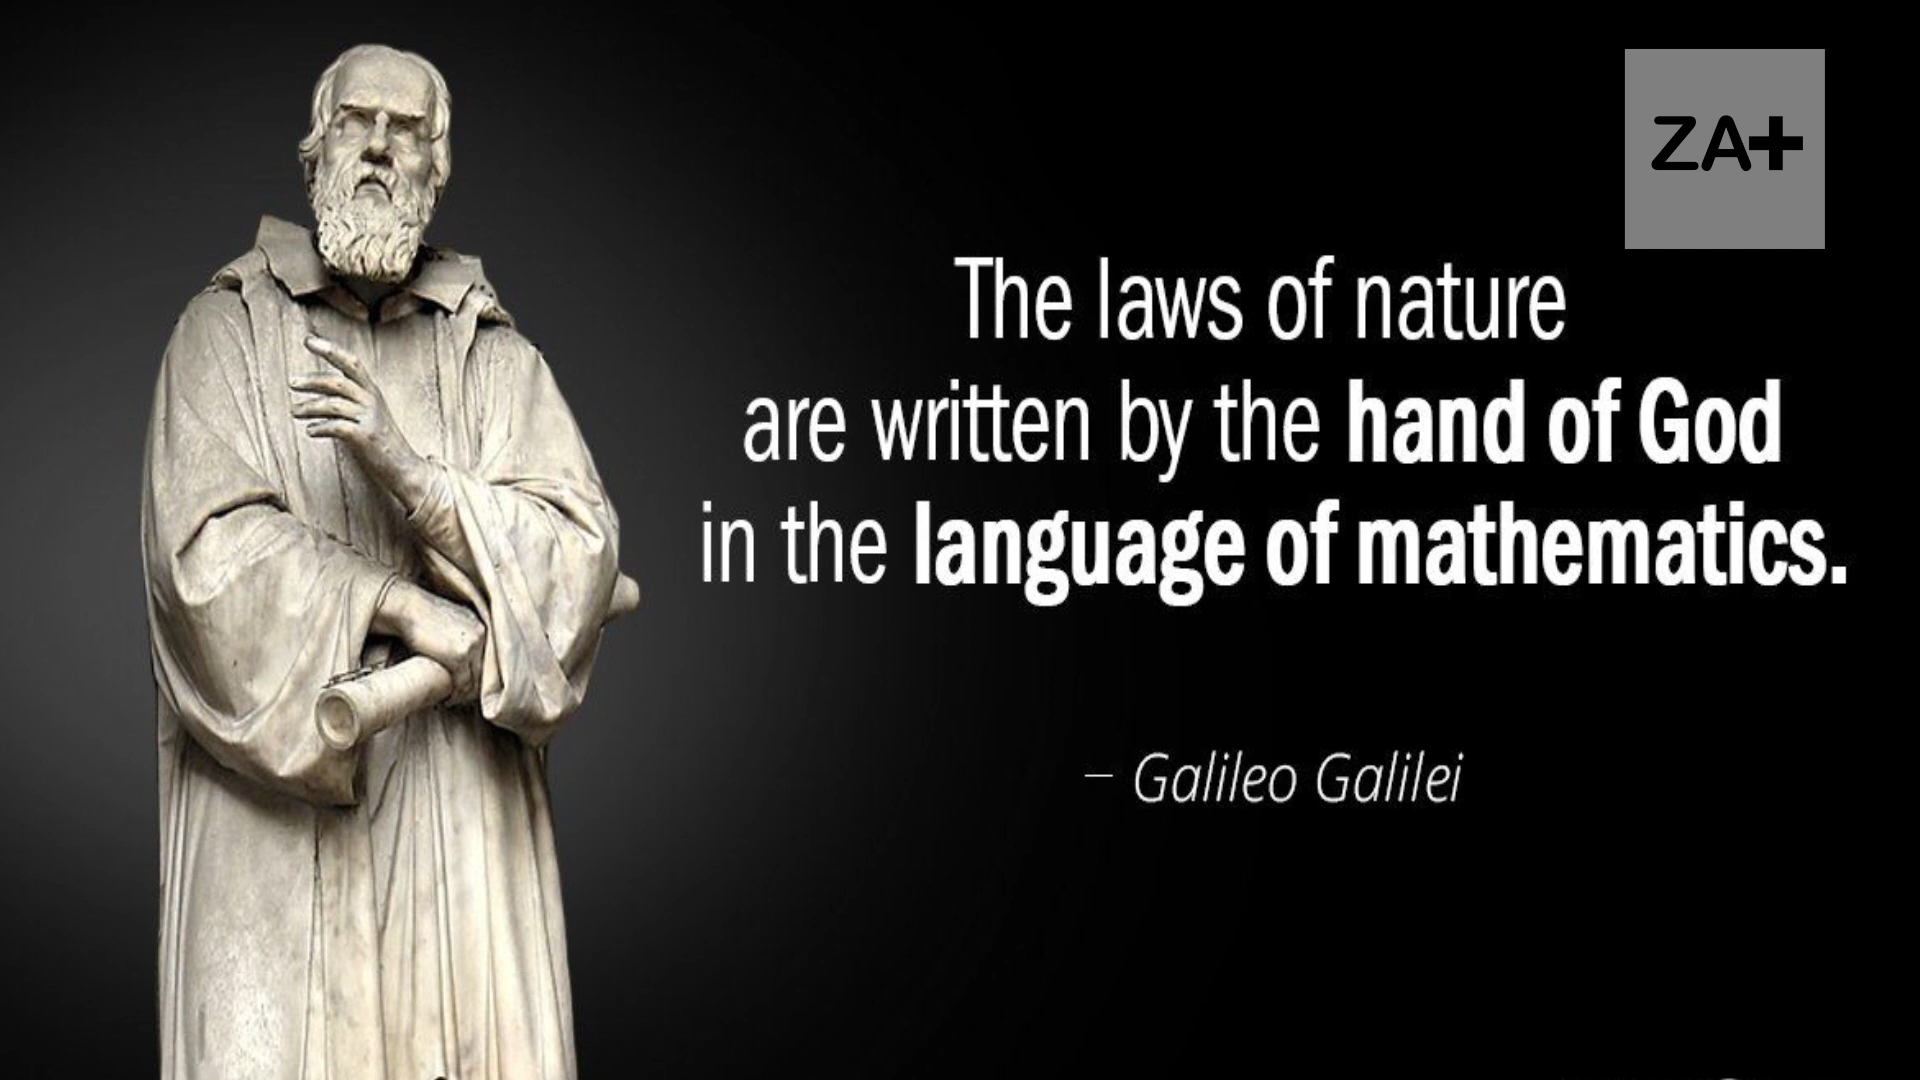 ZA+
The laws of nature
are written by the hand of God
in the language of mathematics.
– Galileo Galilei